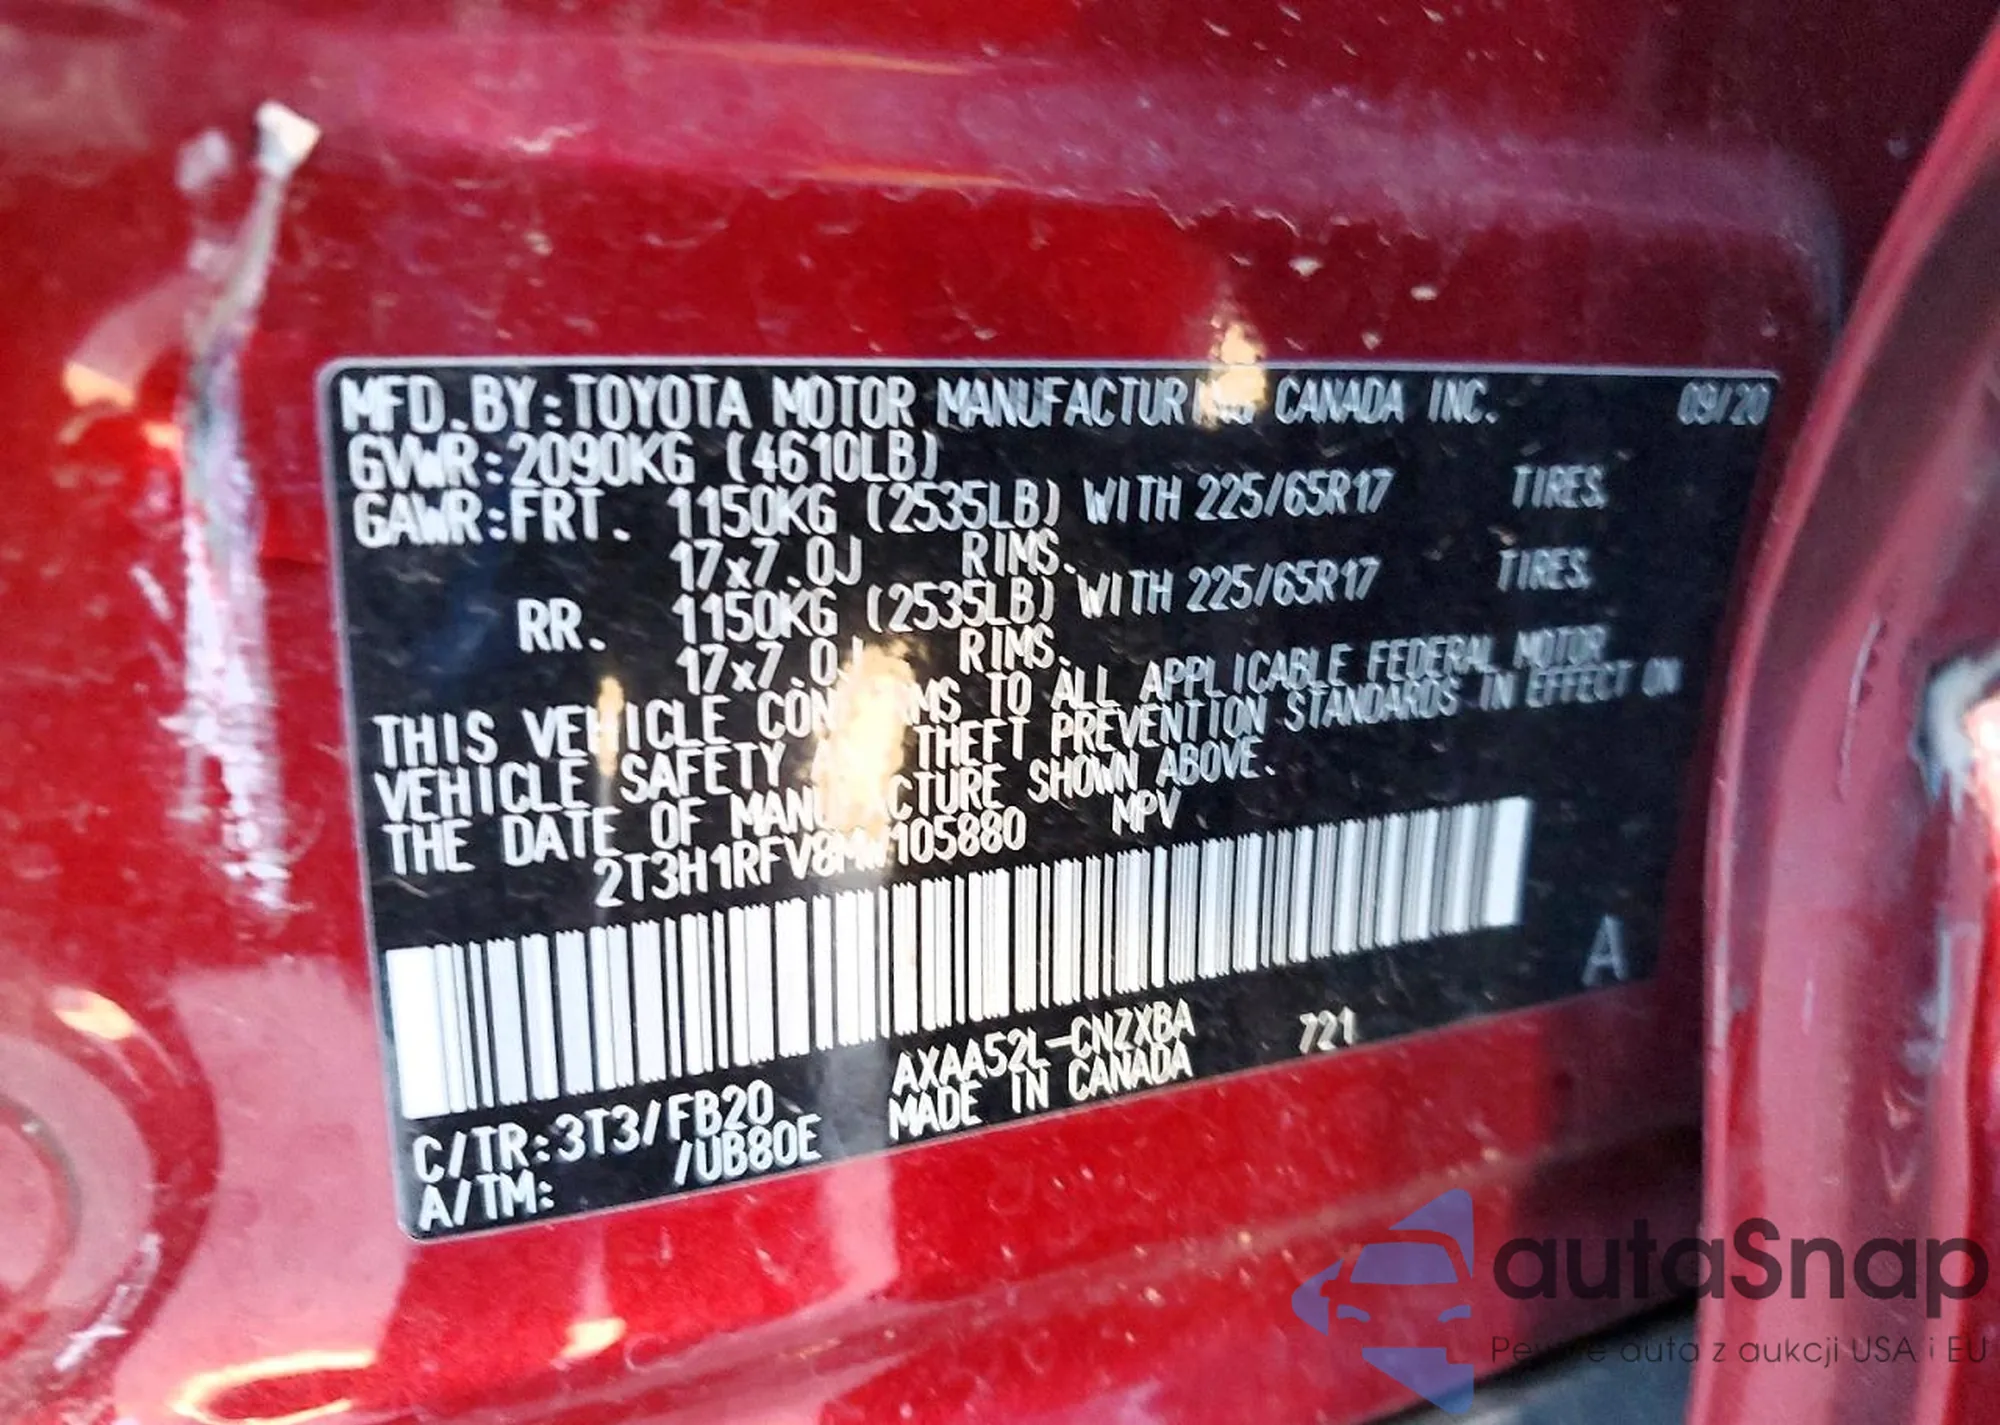 MFD.BY:TOYOTA MOTOR MANUFACTURING CANADA INC. 09/20
GVWR:2090KG (4610LB)
GAWR:FRT. 1150KG (2535LB) WITH 225/65R17 TIRES.
17x7.0J RIMS.
RR. 1150KG (2535LB) WITH 225/65R17 TIRES.
17x7.0J RIMS.
THIS VEHICLE CONFORMS TO ALL APPLICABLE FEDERAL MOTOR
VEHICLE SAFETY AND THEFT PREVENTION STANDARDS IN EFFECT ON
THE DATE OF MANUFACTURE SHOWN ABOVE.
2T3H1RFV8MW105880 MPV
A
AXAA52L-CNZXBA 721
MADE IN CANADA
C/TR:3T3/FB20
A/TM: /UB80E
autaSnap
Pewne auta z aukcji USA i EU